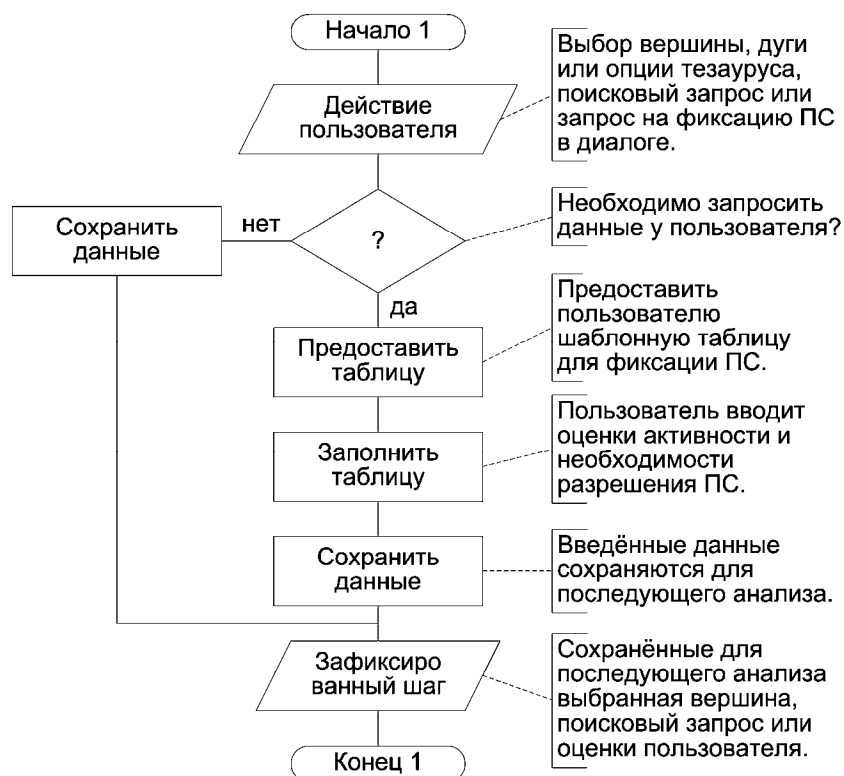 Начало 1
Выбор вершины, дуги
или опции тезауруса,
поисковый запрос или
запрос на фиксацию ПС
в диалоге.
Действие
пользователя
Необходимо запросить
данные у пользователя?
?
нет
Сохранить
данные
да
Предоставить
таблицу
Предоставить
пользователю
шаблонную таблицу
для фиксации ПС.
Заполнить
таблицу
Пользователь вводит
оценки активности и
необходимости
разрешения ПС.
Сохранить
данные
Введённые данные
сохраняются для
последующего анализа.
Зафиксиро
ванный шаг
Сохранённые для
последующего анализа
выбранная вершина,
поисковый запрос или
оценки пользователя.
Конец 1